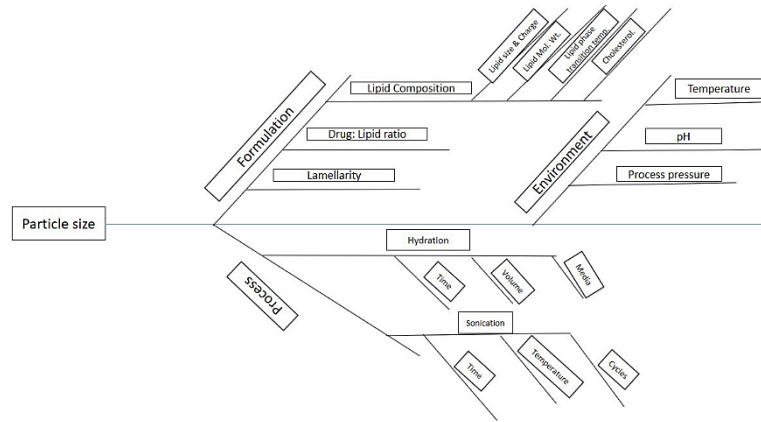 Lipid size & Charge
Lipid Mol. Wt.
Lipid phase
transition temp.
Cholesterol.
Lipid Composition
Temperature
Formulation
Drug: Lipid ratio
pH
Environment
Lamellarity
Process pressure
Particle size
Hydration
Process
Time
Volume
Media
Sonication
Time
Temperature
Cycles